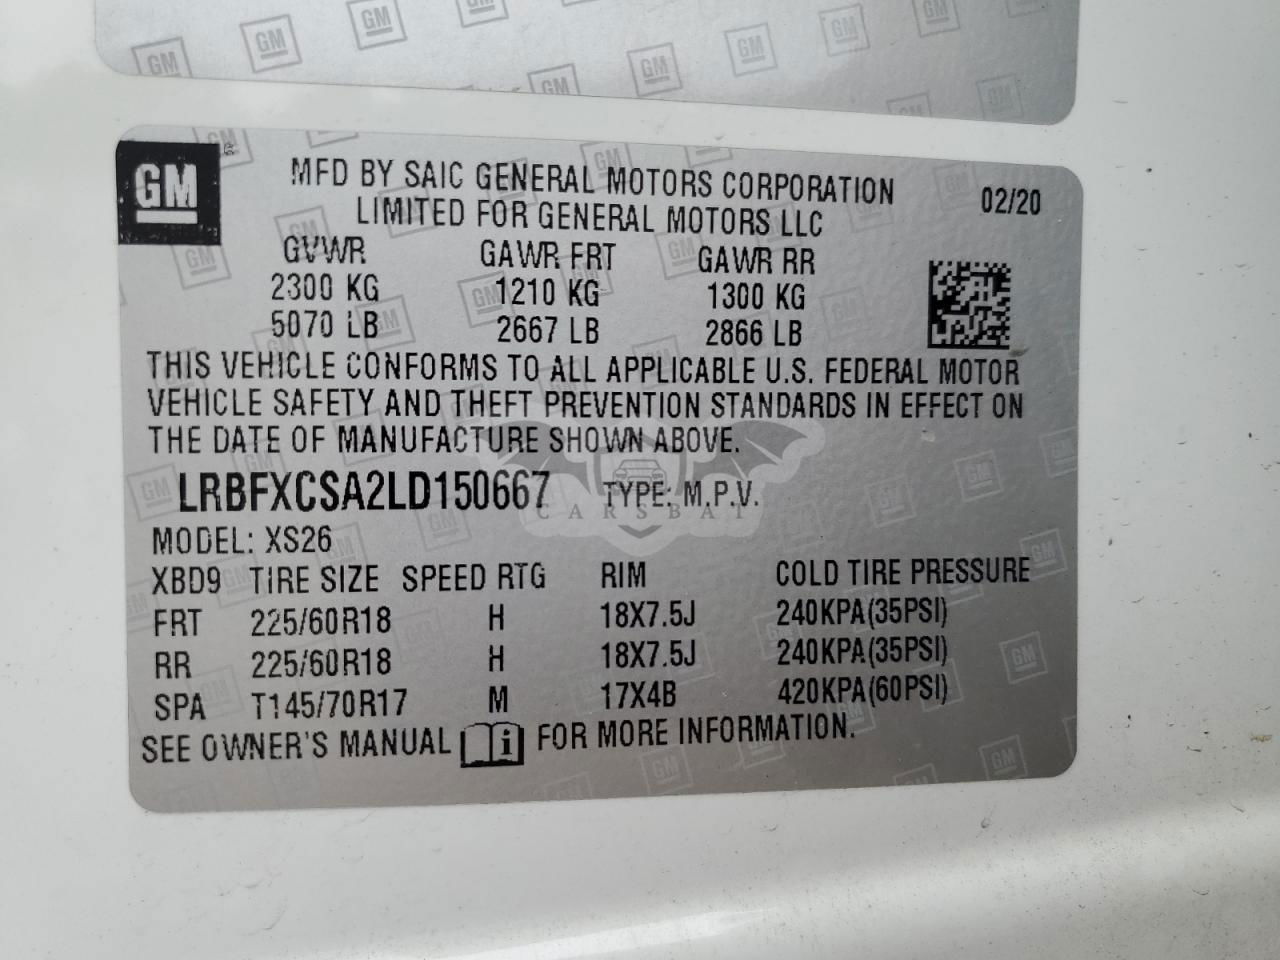 GM
MFD BY SAIC GENERAL MOTORS CORPORATION
LIMITED FOR GENERAL MOTORS LLC
02/20
GVWR GAWR FRT GAWR RR
2300 KG 1210 KG 1300 KG
5070 LB 2667 LB 2866 LB
THIS VEHICLE CONFORMS TO ALL APPLICABLE U.S. FEDERAL MOTOR
VEHICLE SAFETY AND THEFT PREVENTION STANDARDS IN EFFECT ON
THE DATE OF MANUFACTURE SHOWN ABOVE.
LRBFXCSA2LD150667 TYPE: M.P.V.
CARSBAT
MODEL: XS26
XBD9 TIRE SIZE SPEED RTG RIM COLD TIRE PRESSURE
FRT 225/60R18 H 18X7.5J 240KPA(35PSI)
RR 225/60R18 H 18X7.5J 240KPA(35PSI)
SPA T145/70R17 M 17X4B 420KPA(60PSI)
SEE OWNER'S MANUAL i FOR MORE INFORMATION.